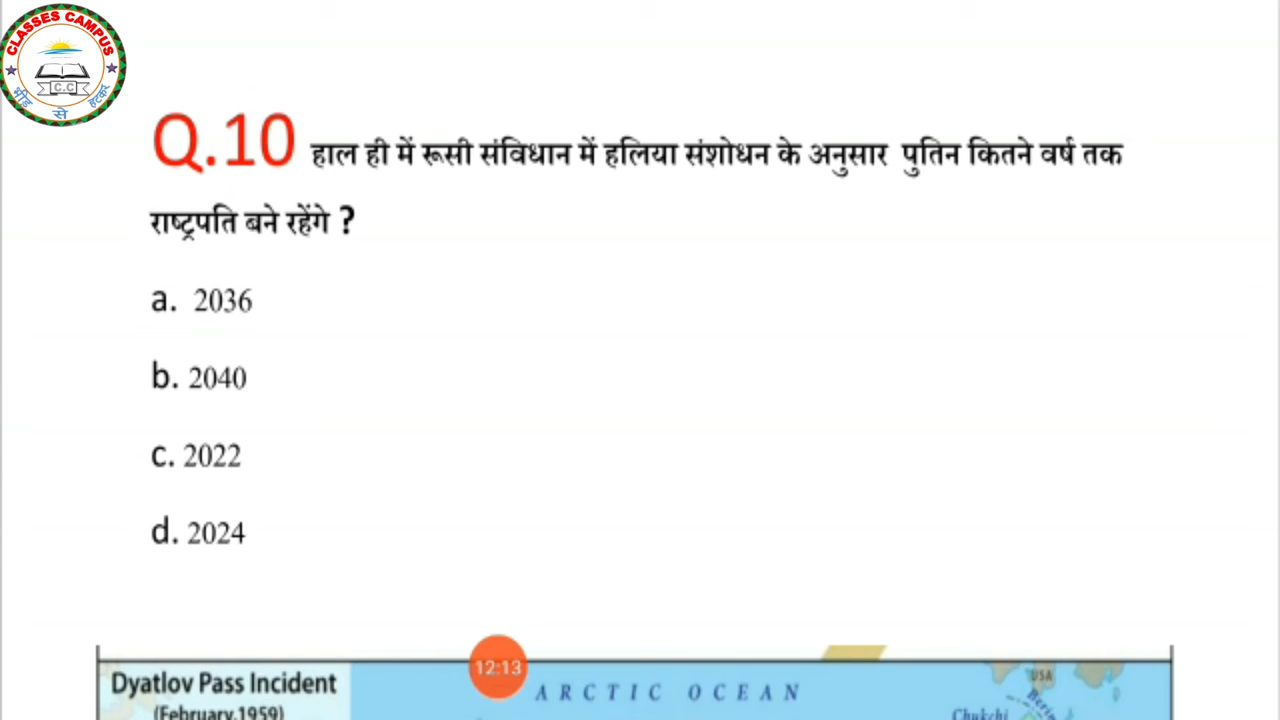 CLASSES CAMPUS
C.C
भीड़ से हटकर
Q.10 हाल ही में रूसी संविधान में हलिया संशोधन के अनुसार पुतिन कितने वर्ष तक
राष्ट्रपति बने रहेंगे ?
a. 2036
b. 2040
c. 2022
d. 2024
12:13
Dyatlov Pass Incident
(February,1959)
ARCTIC OCEAN
USA
Chukchi